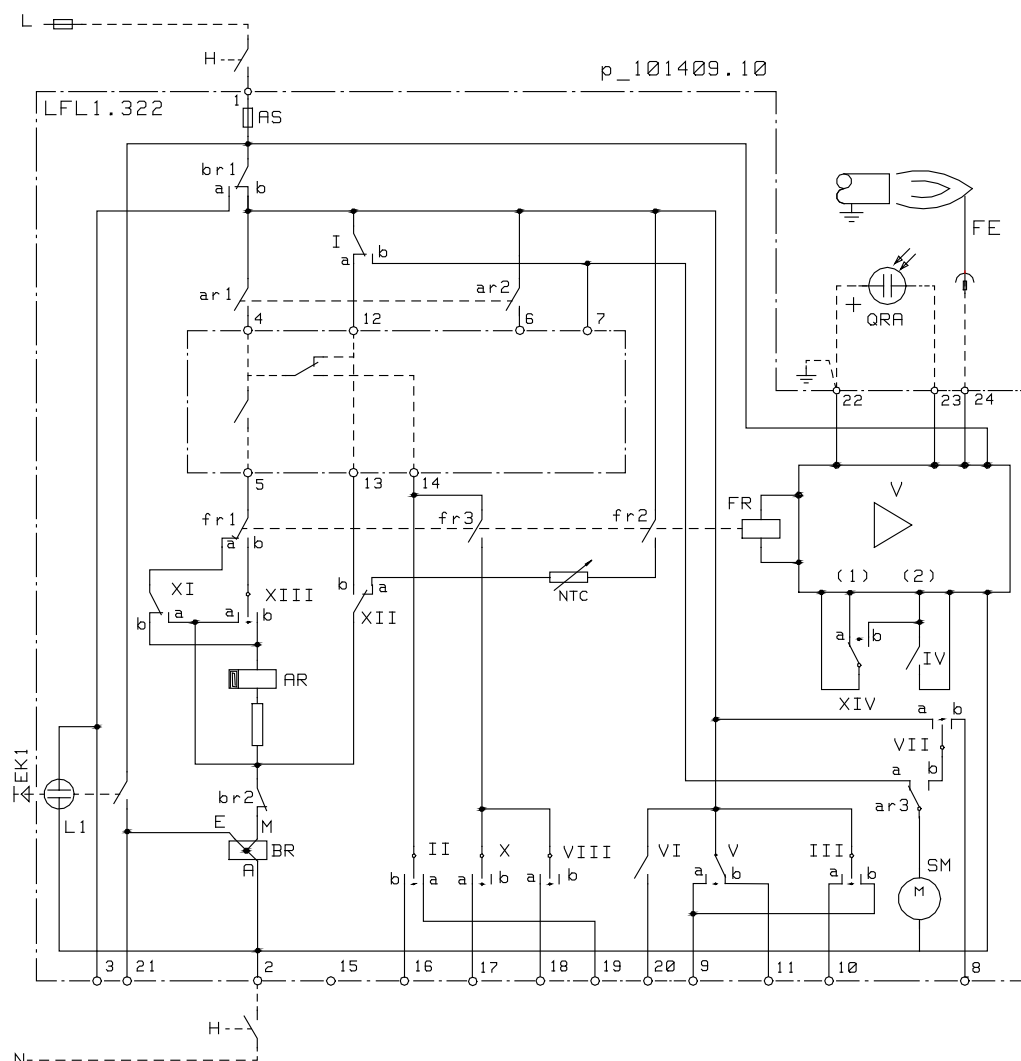 L
H
p_101409.10
LFL1.322
1
AS
br1
a b
I
a b
FE
ar1
ar2
4 12 6 7
+
QRA
22 23 24
5 13 14
V
FR
fr1
fr3
fr2
a b
b a
NTC
(1) (2)
XI
XIII
XII
a a b
b
a b
IV
AR
XIV
a b
VII
EK1
a b
br2
ar3
L1
E M
BR
A
II X VIII VI V III
SM
M
b a a b a b a b a b
3 21 2 15 16 17 18 19 20 9 11 10 8
H
N